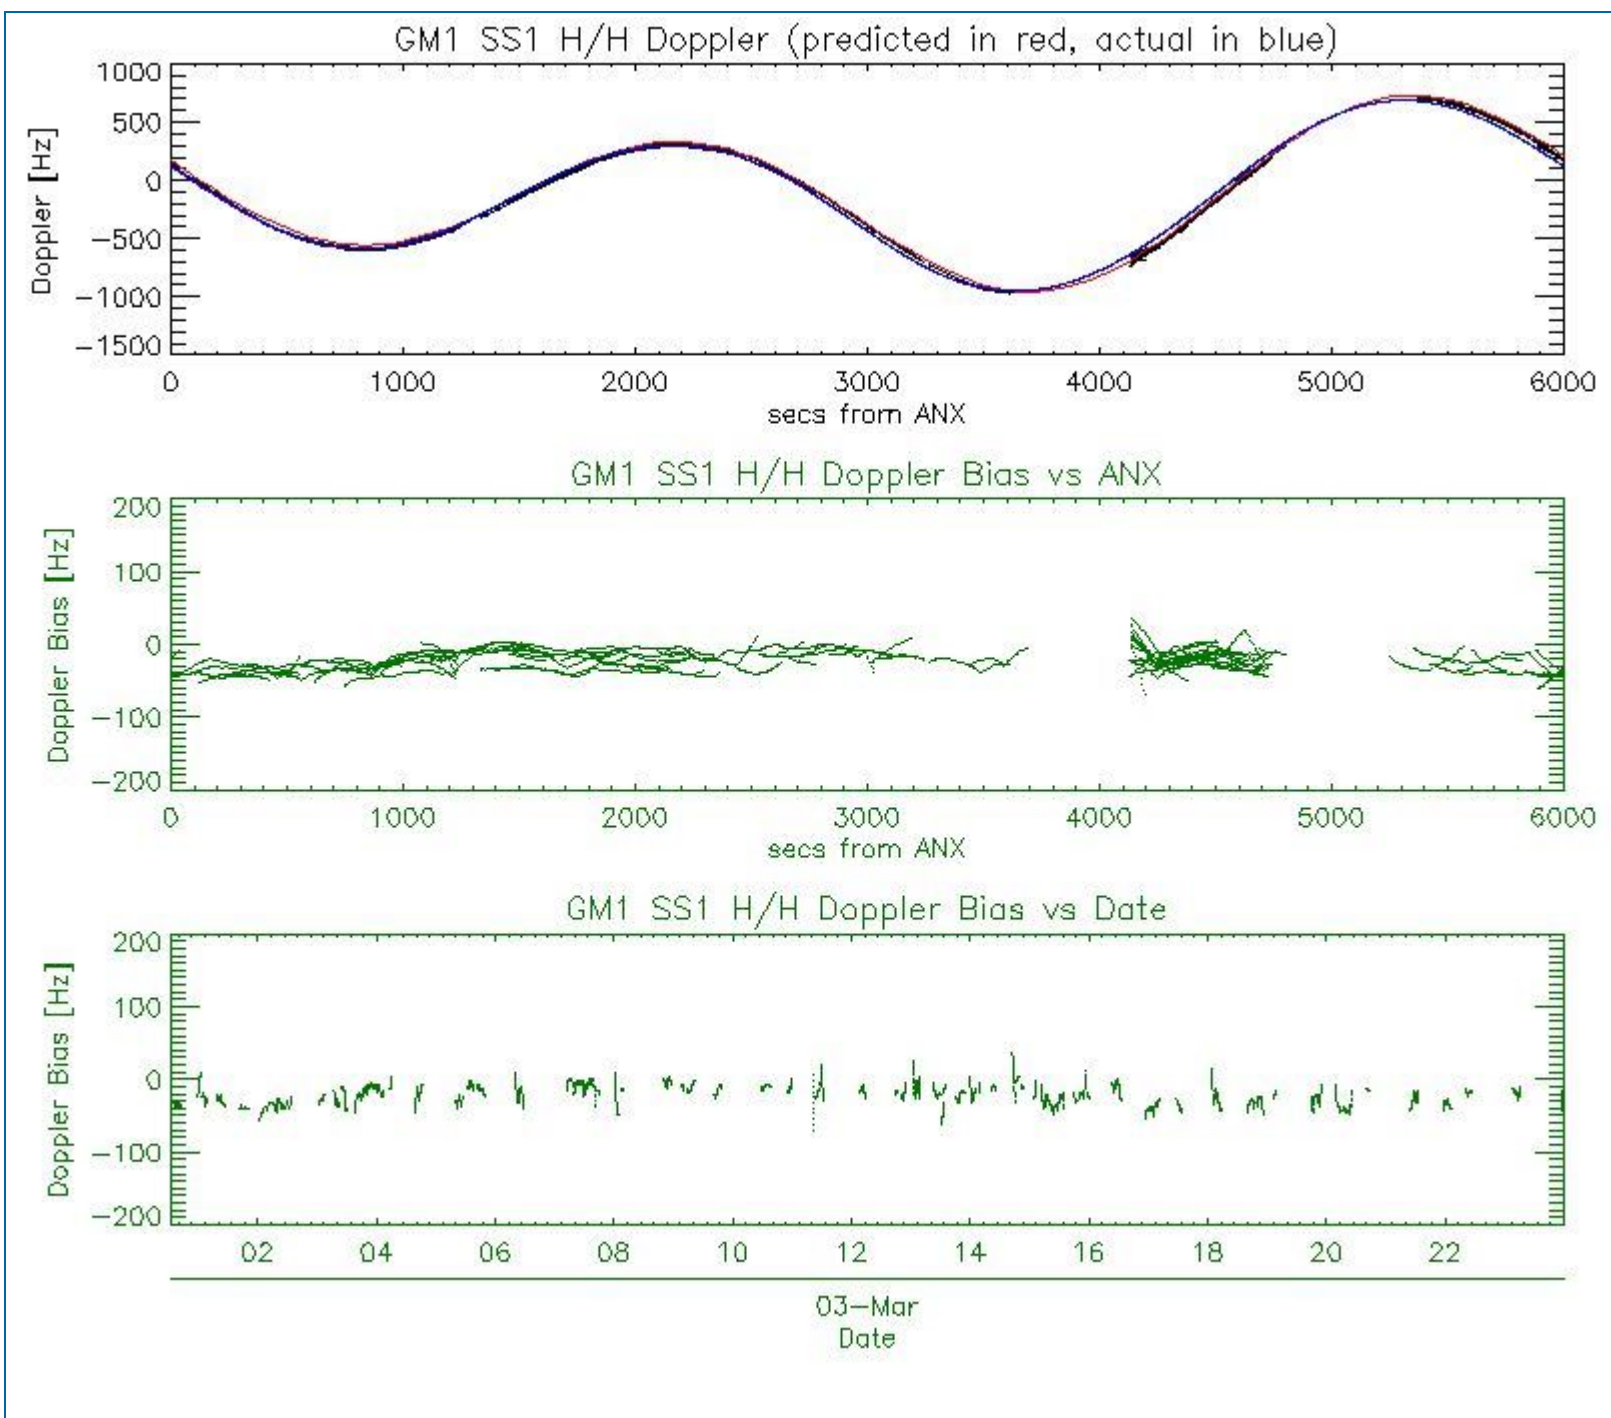 GM1 SS1 H/H Doppler (predicted in red, actual in blue)
1000
500
0
−500
−1000
−1500
Doppler [Hz]
0 1000 2000 3000 4000 5000 6000
secs from ANX
GM1 SS1 H/H Doppler Bias vs ANX
200
100
0
−100
−200
Doppler Bias [Hz]
0 1000 2000 3000 4000 5000 6000
secs from ANX
GM1 SS1 H/H Doppler Bias vs Date
200
100
0
−100
−200
Doppler Bias [Hz]
02 04 06 08 10 12 14 16 18 20 22
03−Mar
Date